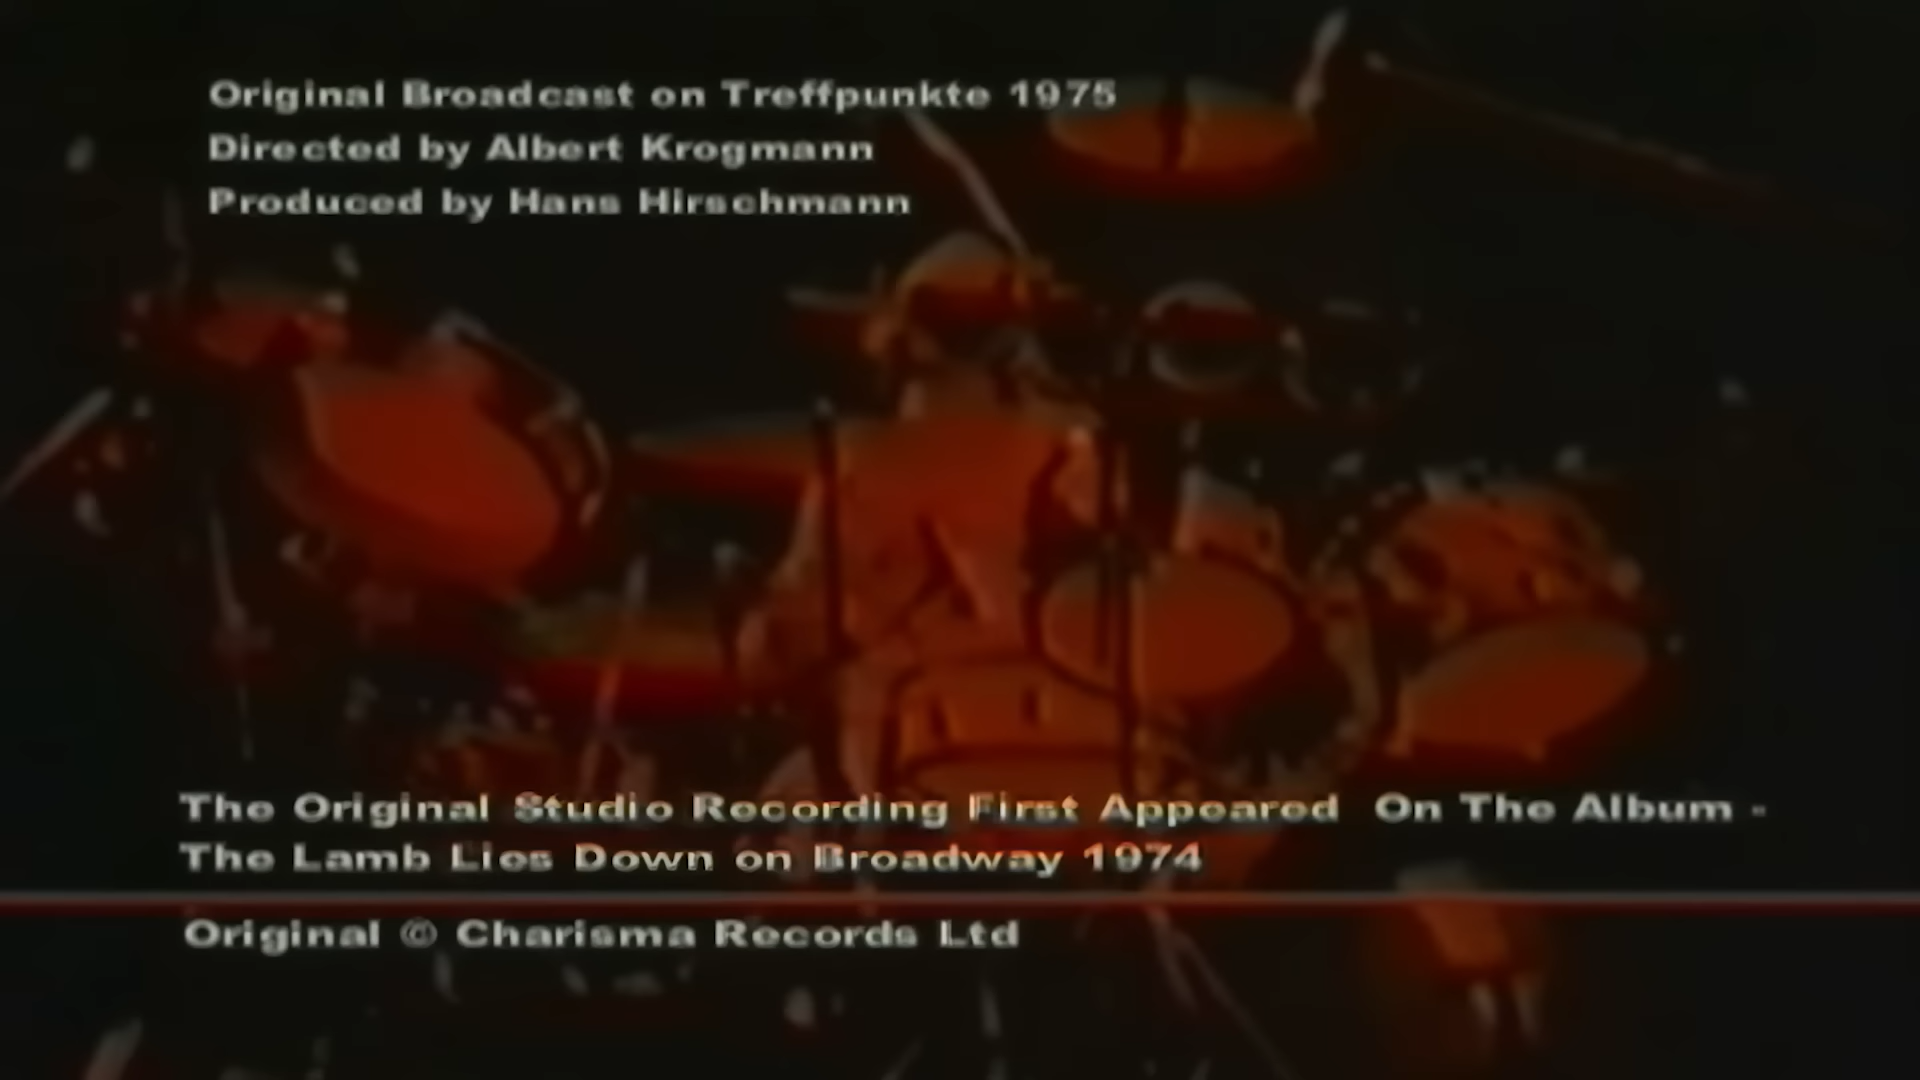 Original Broadcast on Treffpunkte 1975
Directed by Albert Krogmann
Produced by Hans Hirschmann
The Original Studio Recording First Appeared On The Album -
The Lamb Lies Down on Broadway 1974
Original © Charisma Records Ltd